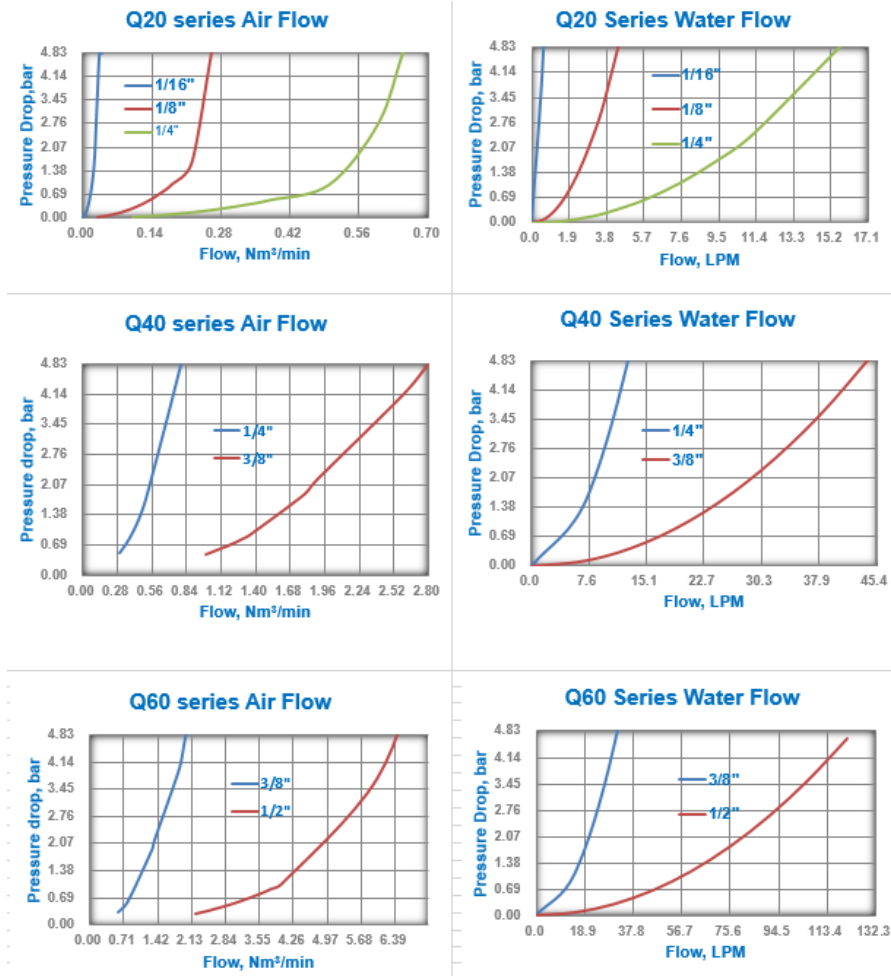 Q20 series Air Flow
Pressure Drop,bar
4.83
4.14
3.45
2.76
2.07
1.38
0.69
0.00
1/16"
1/8"
1/4"
0.00 0.14 0.28 0.42 0.56 0.70
Flow, Nm³/min
Q20 series Water Flow
Pressure Drop, bar
4.83
4.14
3.45
2.76
2.07
1.38
0.69
0.00
1/16"
1/8"
1/4"
0.0 1.9 3.8 5.7 7.6 9.5 11.4 13.3 15.2 17.1
Flow, LPM
Q40 series Air Flow
Pressure drop, bar
4.83
4.14
3.45
2.76
2.07
1.38
0.69
0.00
1/4"
3/8"
0.00 0.28 0.56 0.84 1.12 1.40 1.68 1.96 2.24 2.52 2.80
Flow, Nm³/min
Q40 Series Water Flow
Pressure Drop, bar
4.83
4.14
3.45
2.76
2.07
1.38
0.69
0.00
1/4"
3/8"
0.0 7.6 15.1 22.7 30.3 37.9 45.4
Flow, LPM
Q60 series Air Flow
Pressure drop, bar
4.83
4.14
3.45
2.76
2.07
1.38
0.69
0.00
3/8"
1/2"
0.00 0.71 1.42 2.13 2.84 3.55 4.26 4.97 5.68 6.39
Flow, Nm³/min
Q60 Series Water Flow
Pressure Drop, bar
4.83
4.14
3.45
2.76
2.07
1.38
0.69
0.00
3/8"
1/2"
0.0 18.9 37.8 56.7 75.6 94.5 113.4 132.3
Flow, LPM